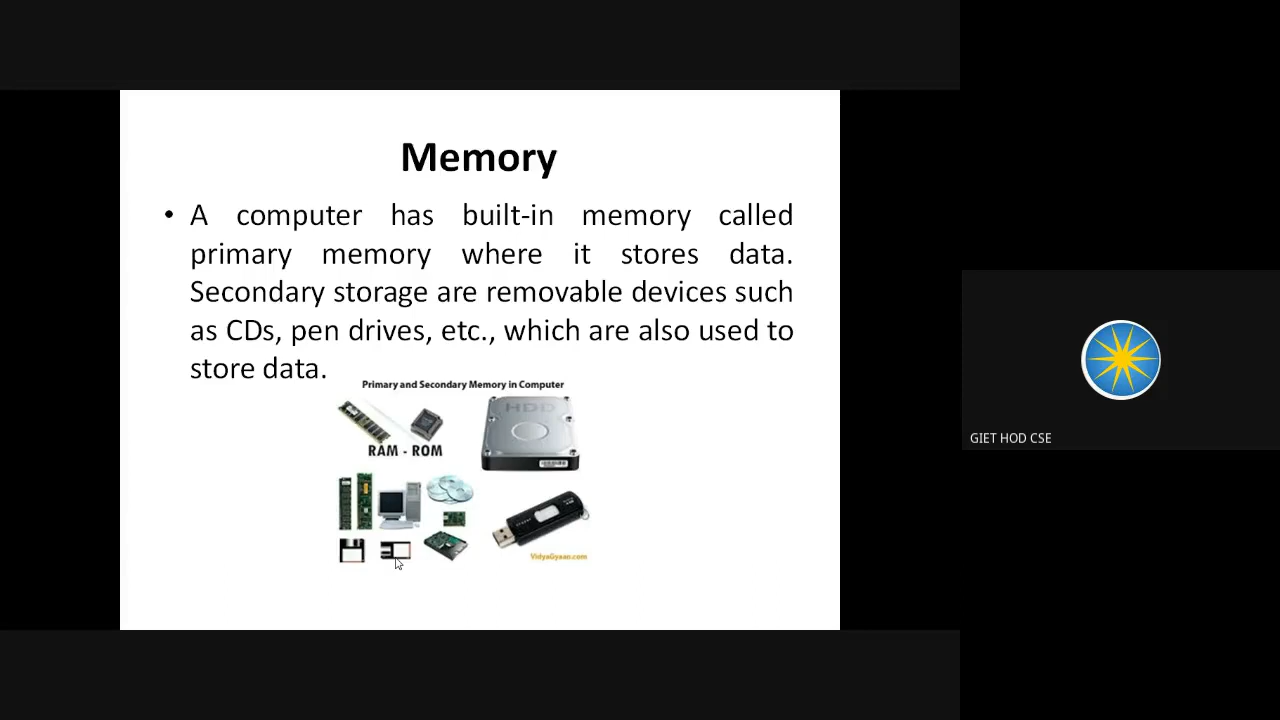 Memory
• A computer has built-in memory called
primary memory where it stores data.
Secondary storage are removable devices such
as CDs, pen drives, etc., which are also used to
store data.
Primary and Secondary Memory in Computer
HDD
RAM - ROM
VidyaGyaan.com
GIET HOD CSE